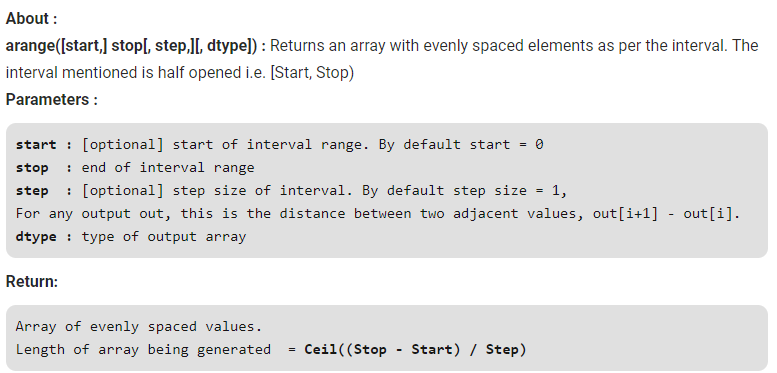 About :
arange([start,] stop[, step,][, dtype]) : Returns an array with evenly spaced elements as per the interval. The
interval mentioned is half opened i.e. [Start, Stop)
Parameters :
start : [optional] start of interval range. By default start = 0
stop  : end of interval range
step  : [optional] step size of interval. By default step size = 1,
For any output out, this is the distance between two adjacent values, out[i+1] - out[i].
dtype : type of output array
Return:
Array of evenly spaced values.
Length of array being generated  = Ceil((Stop - Start) / Step)